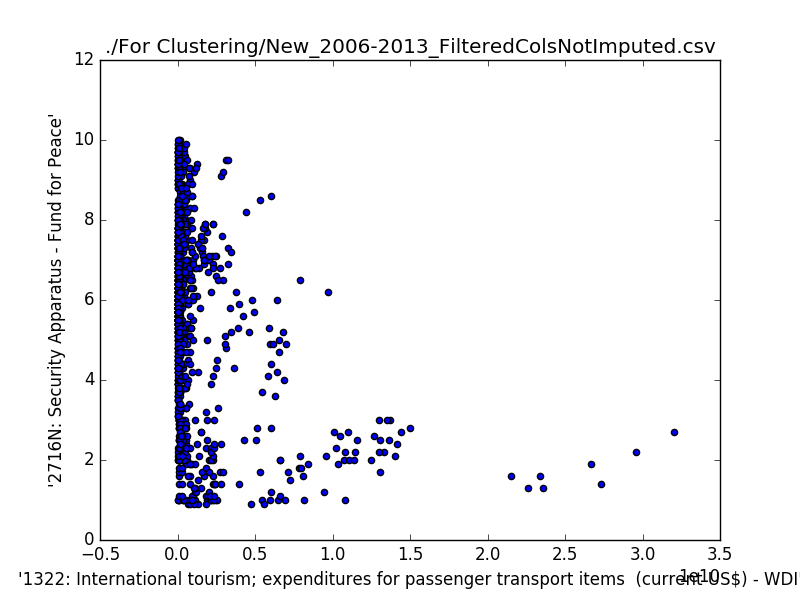 ./For Clustering/New_2006-2013_FilteredColsNotImputed.csv
12
10
8
6
4
2
0
'2716N: Security Apparatus - Fund for Peace'
−0.5 0.0 0.5 1.0 1.5 2.0 2.5 3.0 3.5
1e10
'1322: International tourism; expenditures for passenger transport items (current US$) - WDI'